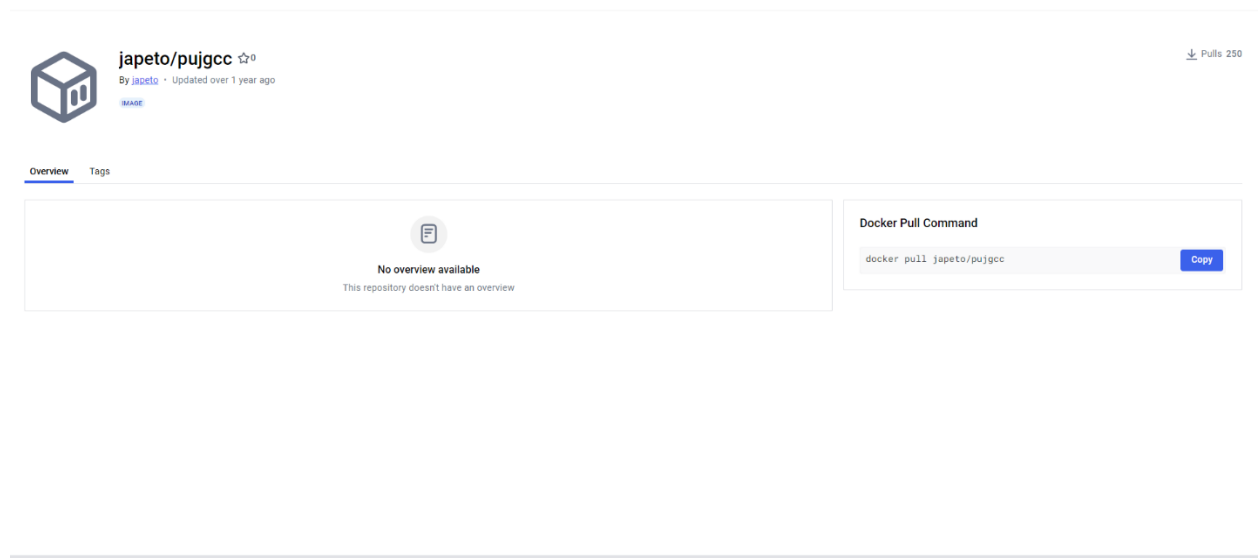 japeto/pujgcc ☆0
Pulls 250
By japeto · Updated over 1 year ago
IMAGE
Overview Tags
No overview available
This repository doesn't have an overview
Docker Pull Command
docker pull japeto/pujgcc Copy